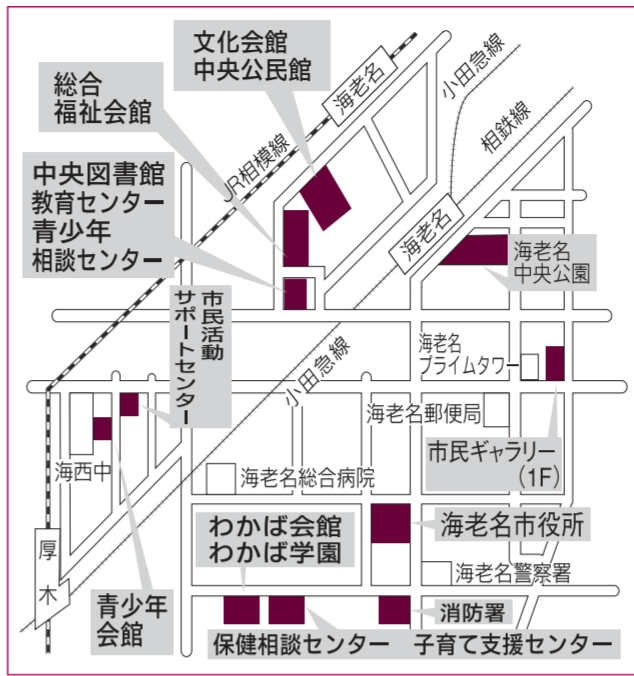 文化会館
中央公民館
総合
福祉会館
海老名
小田急線
相鉄線
JR相模線
中央図書館
教育センター
青少年
相談センター
海老名
海老名
中央公園
市民活動
サポートセンター
小田急線
海老名
プライムタワー
海老名郵便局
市民ギャラリー
(1F)
海西中
海老名総合病院
わかば会館
わかば学園
海老名市役所
厚木
海老名警察署
青少年
会館
消防署
保健相談センター
子育て支援センター